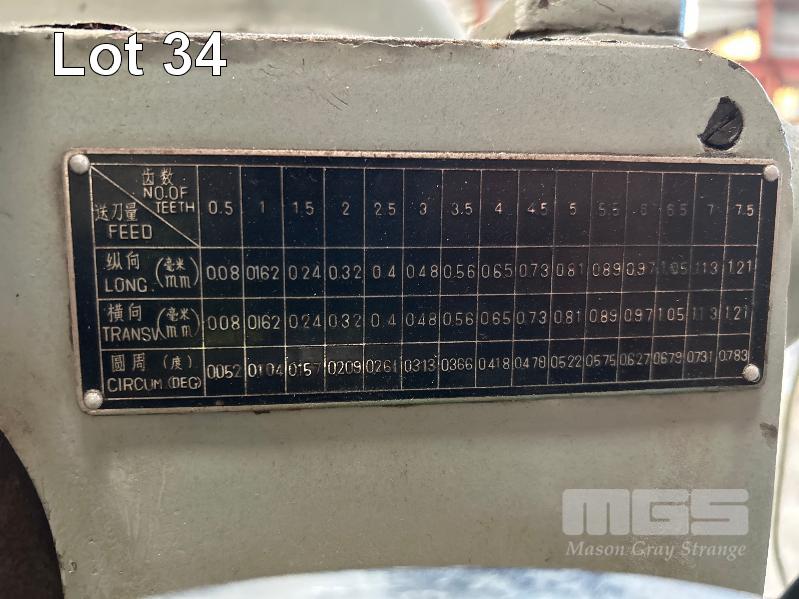 Lot 34
齿数
NO.OF
TEETH
送刀量
FEED
0.5 1 1.5 2 2.5 3 3.5 4 4.5 5 5.5 6 6.5 7 7.5
纵向 (毫米
LONG. mm) 0.08 0.162 0.24 0.32 0.4 0.48 0.56 0.65 0.73 0.81 0.89 0.97 1.05 1.13 1.21
横向 (毫米
TRANSV. mm) 0.08 0.162 0.24 0.32 0.4 0.48 0.56 0.65 0.73 0.81 0.89 0.97 1.05 1.13 1.21
圆周 (度)
CIRCUM.(DEG) 0.052 0.104 0.157 0.209 0.261 0.313 0.366 0.418 0.470 0.522 0.575 0.627 0.679 0.731 0.783
MGS
Mason Gray Strange